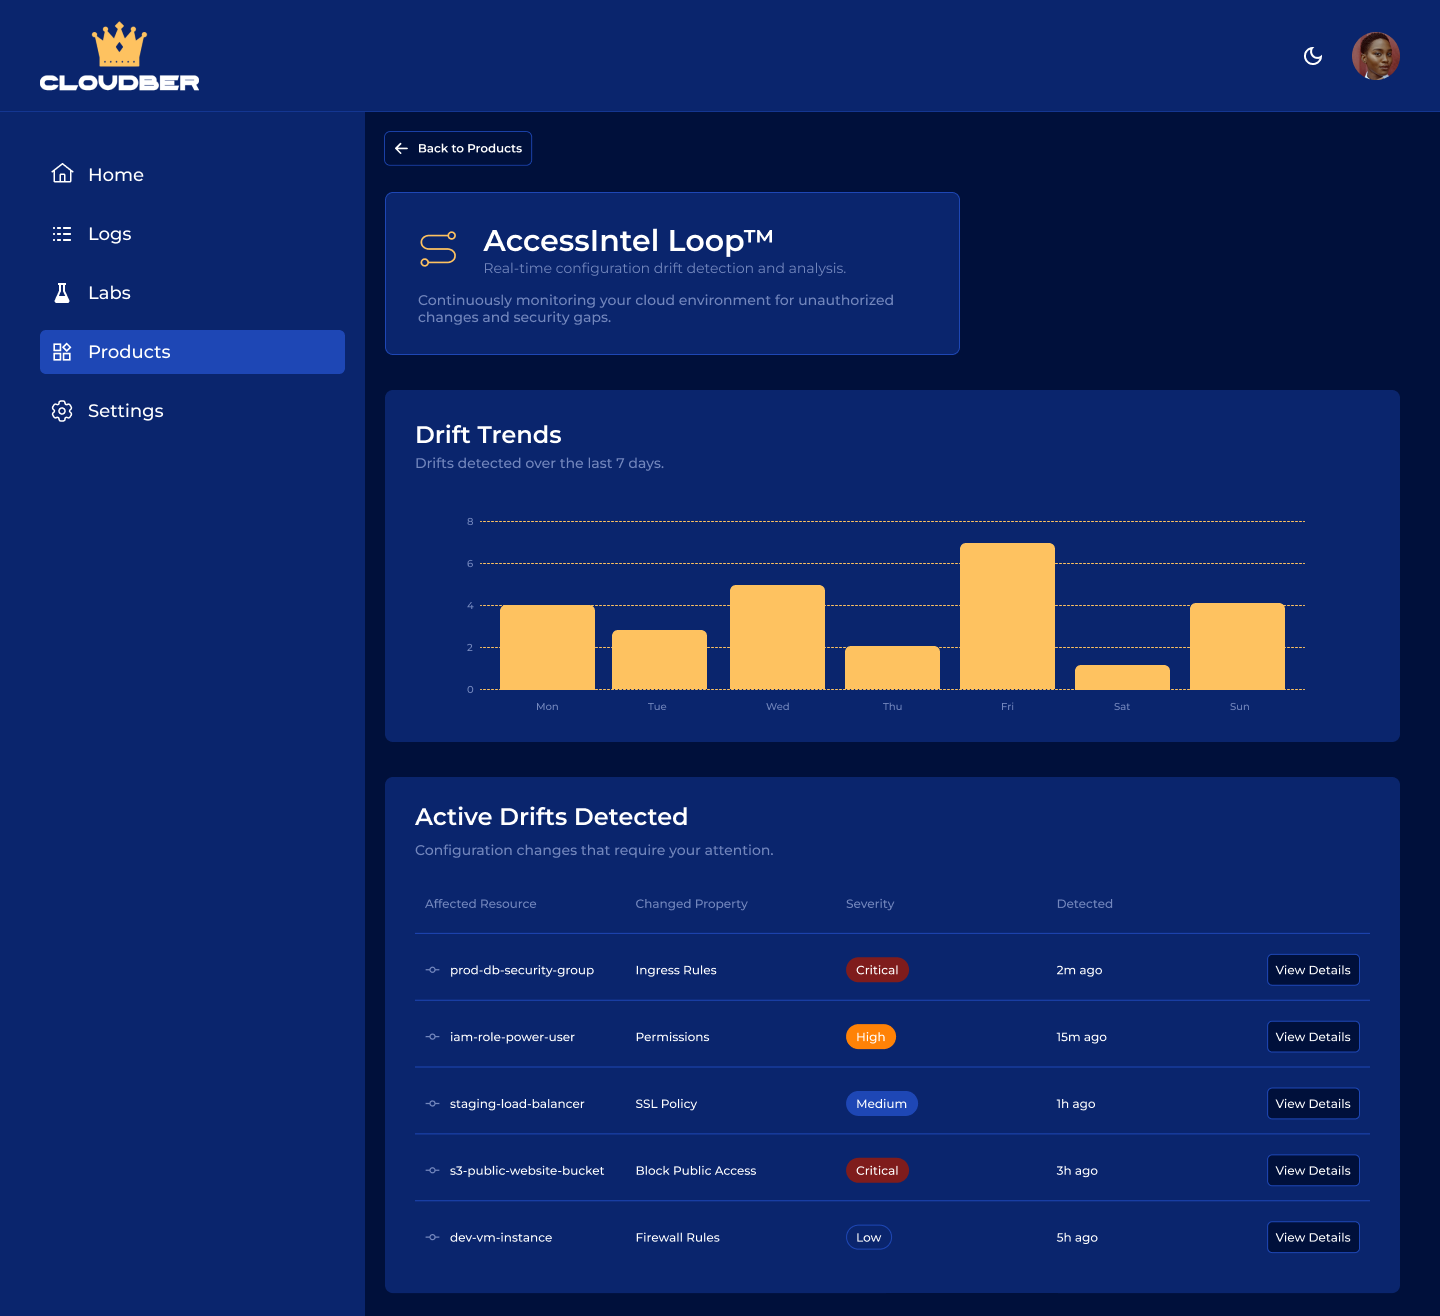 CLOUDBER
Home
Logs
Labs
Products
Settings
Back to Products
AccessIntel Loop™
Real-time configuration drift detection and analysis.
Continuously monitoring your cloud environment for unauthorized
changes and security gaps.
Drift Trends
Drifts detected over the last 7 days.
8
6
4
2
0
Mon Tue Wed Thu Fri Sat Sun
Active Drifts Detected
Configuration changes that require your attention.
Affected Resource Changed Property Severity Detected
prod-db-security-group Ingress Rules Critical 2m ago View Details
iam-role-power-user Permissions High 15m ago View Details
staging-load-balancer SSL Policy Medium 1h ago View Details
s3-public-website-bucket Block Public Access Critical 3h ago View Details
dev-vm-instance Firewall Rules Low 5h ago View Details